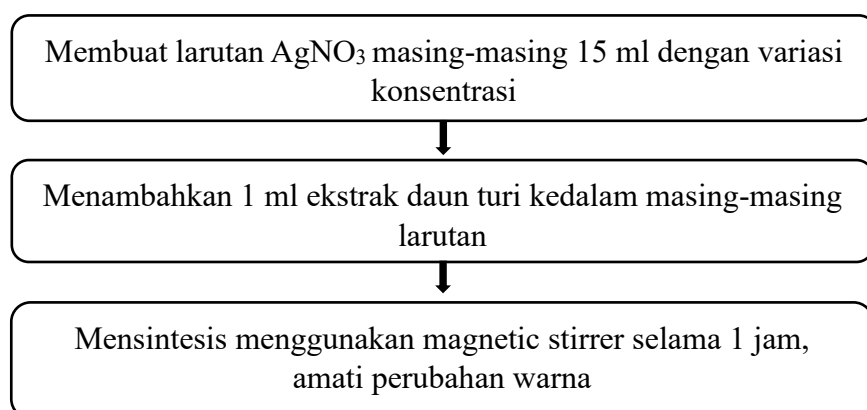 Membuat larutan AgNO₃ masing-masing 15 ml dengan variasi
konsentrasi
Menambahkan 1 ml ekstrak daun turi kedalam masing-masing
larutan
Mensintesis menggunakan magnetic stirrer selama 1 jam,
amati perubahan warna